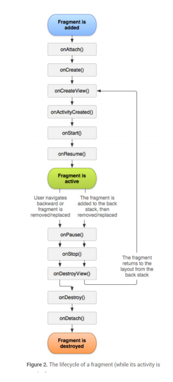 Fragment is
added
onAttach()
onCreate()
onCreateView()
onActivityCreated()
onStart()
onResume()
Fragment is
active
User navigates
backward or
fragment is
removed/replaced
The fragment is
added to the back
stack, then
removed/replaced
The fragment
returns to the
layout from the
back stack
onPause()
onStop()
onDestroyView()
onDestroy()
onDetach()
Fragment is
destroyed
Figure 2. The lifecycle of a fragment (while its activity is